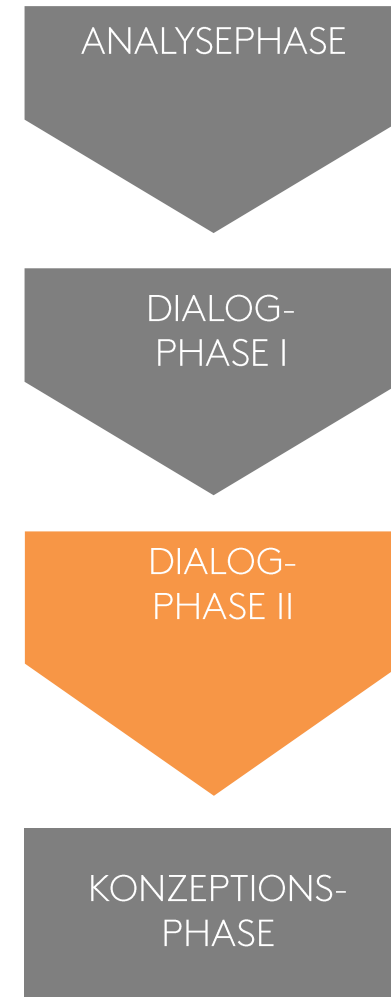 ANALYSEPHASE
DIALOG-
PHASE I
DIALOG-
PHASE II
KONZEPTIONS-
PHASE